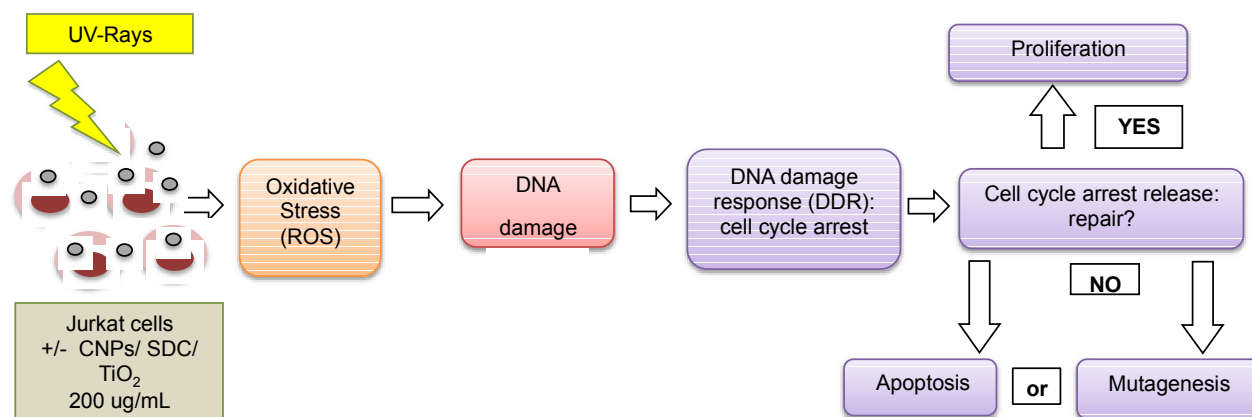 UV-Rays
Jurkat cells
+/- CNPs/ SDC/
TiO₂
200 ug/mL
Oxidative
Stress
(ROS)
DNA
damage
DNA damage
response (DDR):
cell cycle arrest
Cell cycle arrest release:
repair?
YES
Proliferation
NO
Apoptosis
or
Mutagenesis